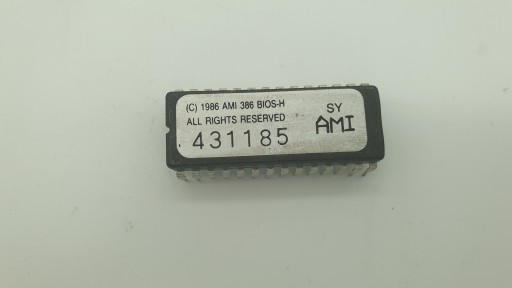 (C) 1986 AMI 386 BIOS-H
ALL RIGHTS RESERVED
431185
SY
AMI